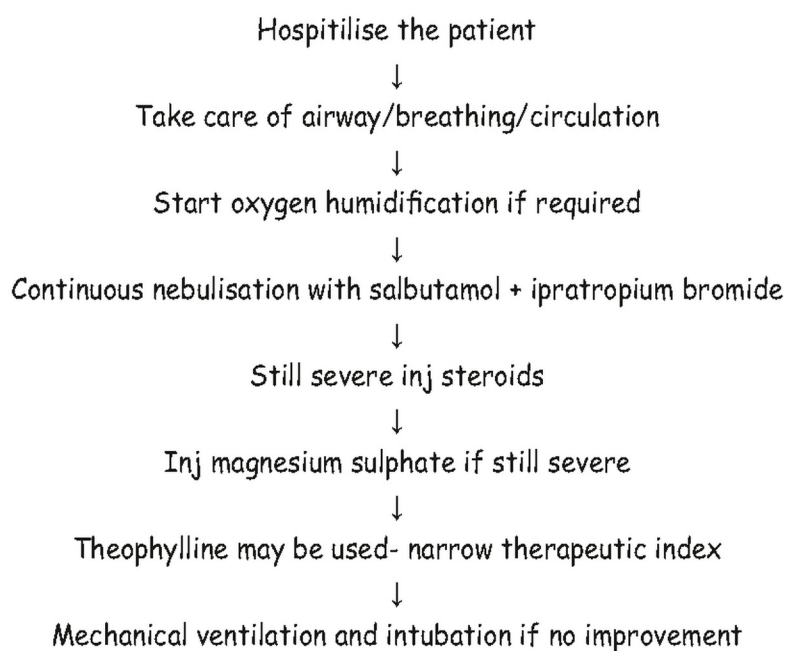 Hospitilise the patient
↓
Take care of airway/breathing/circulation
↓
Start oxygen humidification if required
↓
Continuous nebulisation with salbutamol + ipratropium bromide
↓
Still severe inj steroids
↓
Inj magnesium sulphate if still severe
↓
Theophylline may be used- narrow therapeutic index
↓
Mechanical ventilation and intubation if no improvement